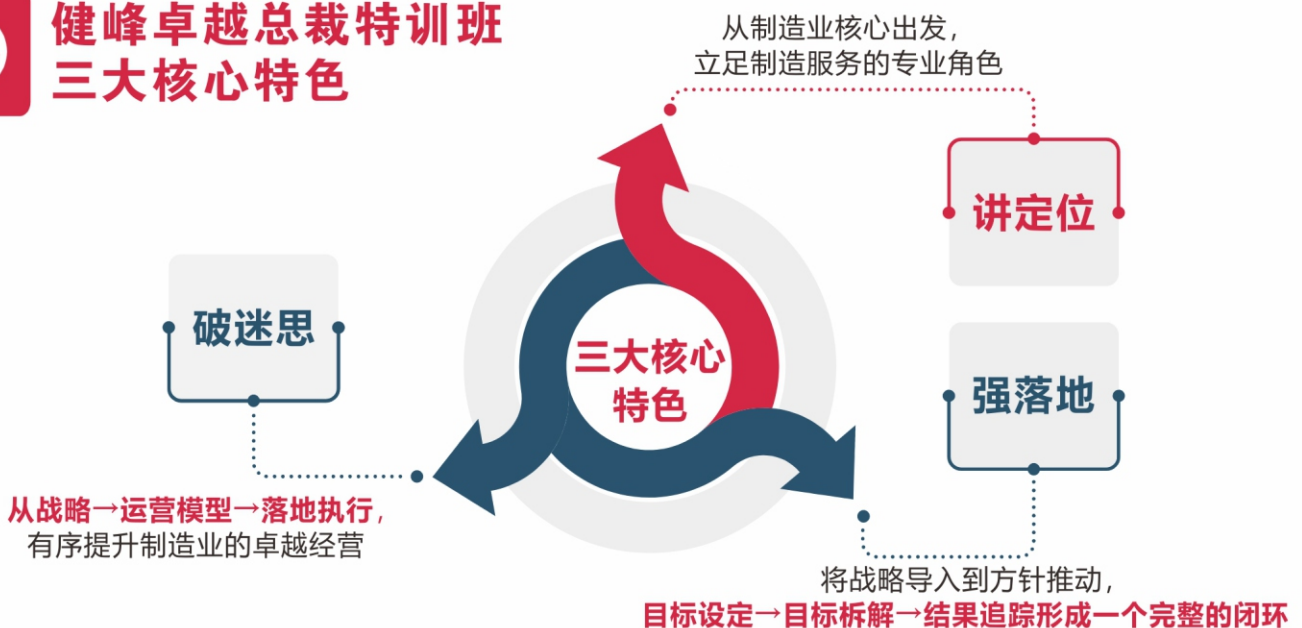 健峰卓越总裁特训班
三大核心特色
从制造业核心出发，
立足制造服务的专业角色
讲定位
破迷思
三大核心
特色
强落地
从战略→运营模型→落地执行，
有序提升制造业的卓越经营
将战略导入到方针推动，
目标设定→目标柝解→结果追踪形成一个完整的闭环